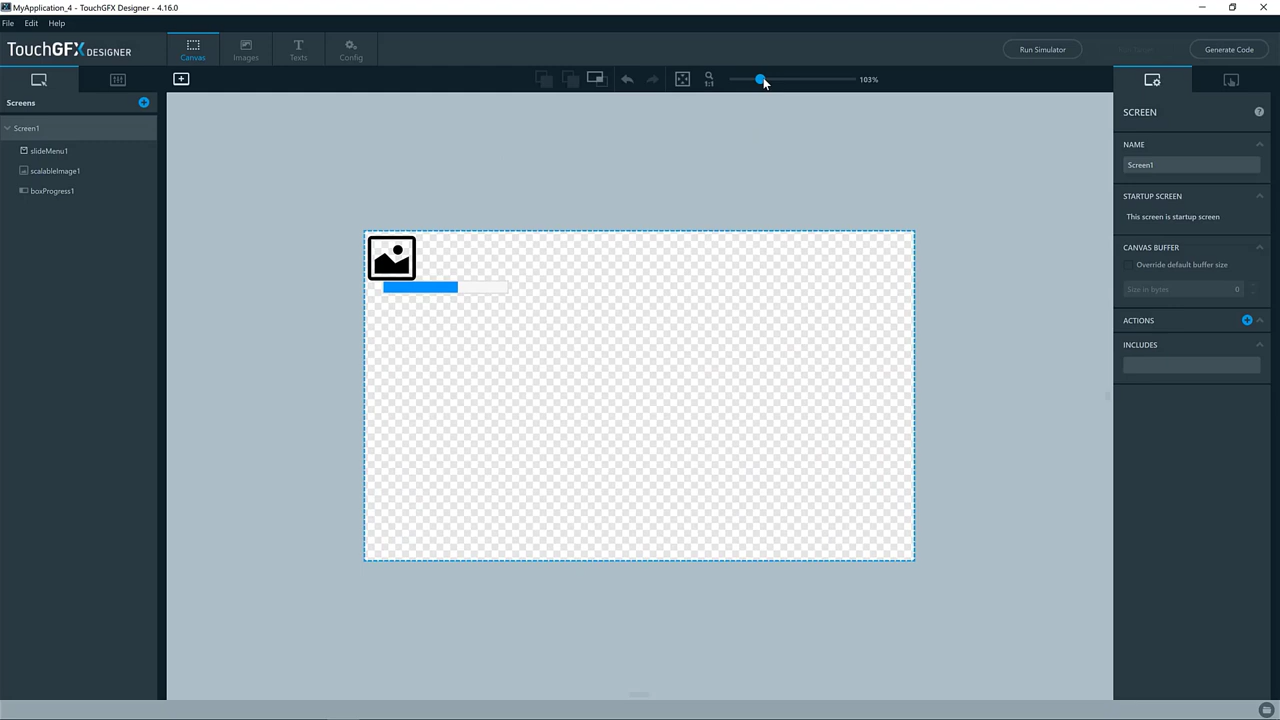 MyApplication_4 - TouchGFX Designer - 4.16.0
File Edit Help
TouchGFX DESIGNER
Canvas
Images
Texts
Config
Run Simulator
Generate Code
1:1
103%
Screens
Screen1
slideMenu1
scalableImage1
boxProgress1
SCREEN
?
NAME
Screen1
STARTUP SCREEN
This screen is startup screen
CANVAS BUFFER
Override default buffer size
Size in bytes 0
ACTIONS
INCLUDES